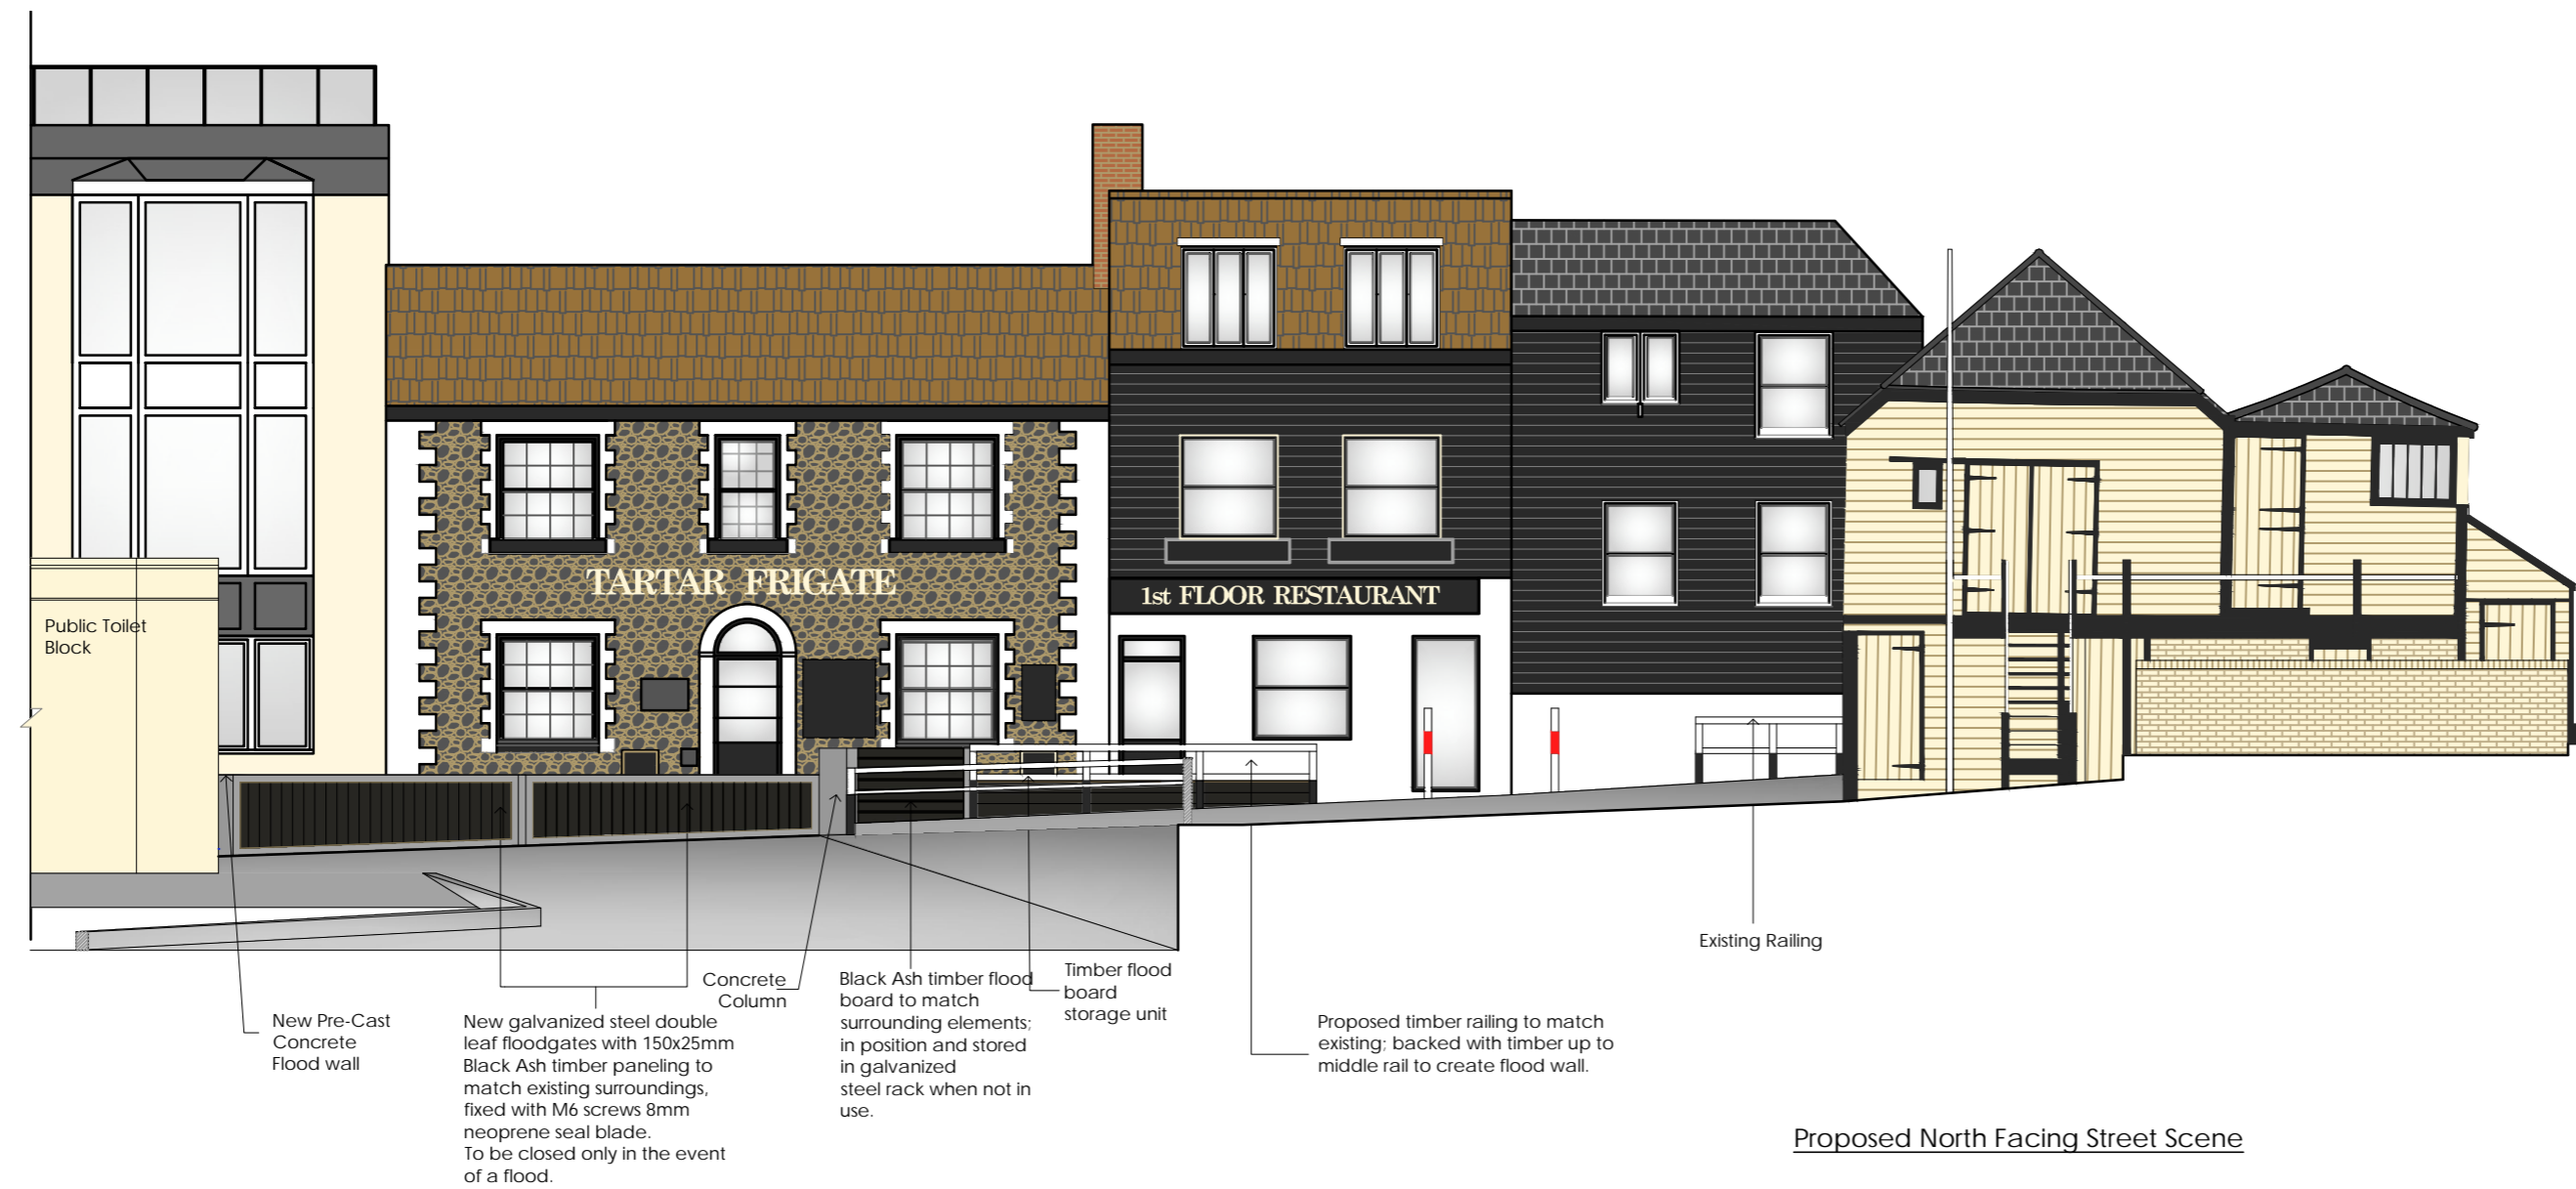 TARTAR FRIGATE
1st FLOOR RESTAURANT
Public Toilet
Block
New Pre-Cast
Concrete
Flood wall
New galvanized steel double
leaf floodgates with 150x25mm
Black Ash timber paneling to
match existing surroundings,
fixed with M6 screws 8mm
neoprene seal blade.
To be closed only in the event
of a flood.
Concrete
Column
Black Ash timber flood
board to match
surrounding elements;
in position and stored
in galvanized
steel rack when not in
use.
Timber flood
board
storage unit
Proposed timber railing to match
existing; backed with timber up to
middle rail to create flood wall.
Existing Railing
Proposed North Facing Street Scene